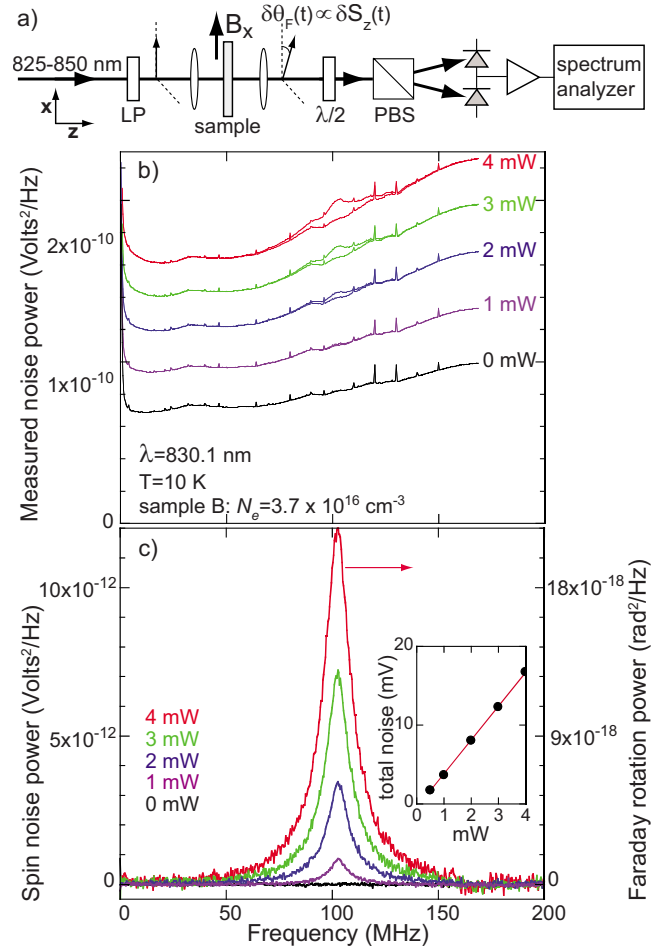 a)
B_x
δθ_F(t)∝δS_z(t)
825-850 nm
x
z
LP
sample
λ/2
PBS
spectrum
analyzer
b)
Measured noise power (Volts²/Hz)
2x10⁻¹⁰
1x10⁻¹⁰
0
4 mW
3 mW
2 mW
1 mW
0 mW
λ=830.1 nm
T=10 K
sample B: N_e=3.7 x 10¹⁶ cm⁻³
c)
Spin noise power (Volts²/Hz)
10x10⁻¹²
5x10⁻¹²
0
4 mW
3 mW
2 mW
1 mW
0 mW
total noise (mV)
20
10
0
0 1 2 3 4
mW
18x10⁻¹⁸
9x10⁻¹⁸
0
Faraday rotation power (rad²/Hz)
0 50 100 150 200
Frequency (MHz)